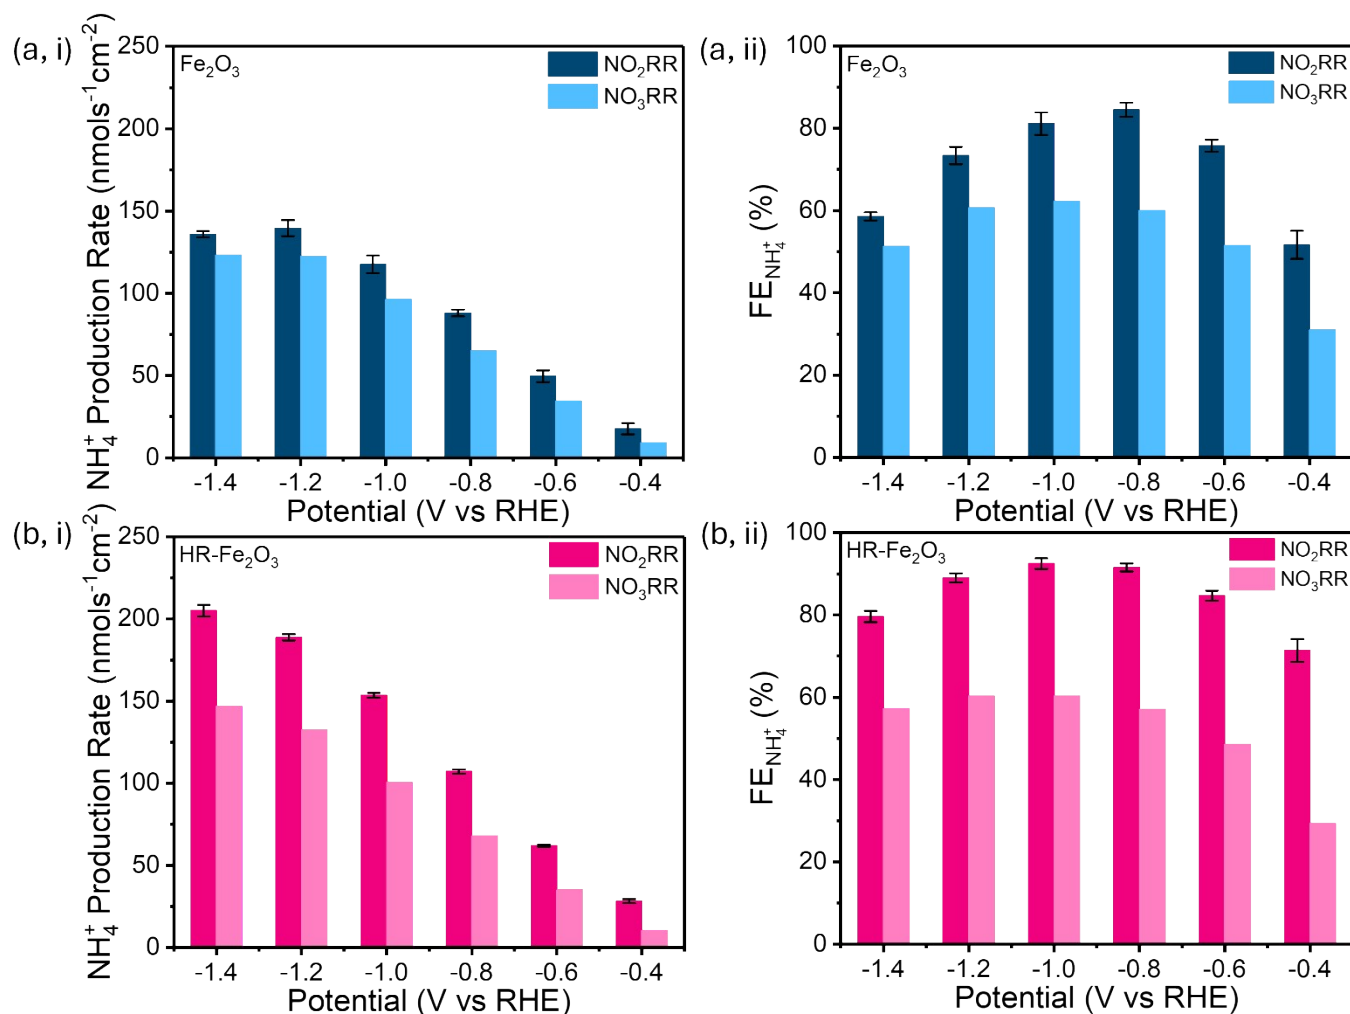 (a, i)
Fe₂O₃
NO₂RR
NO₃RR
NH₄⁺ Production Rate (nmols⁻¹cm⁻²)
250
200
150
100
50
0
-1.4 -1.2 -1.0 -0.8 -0.6 -0.4
Potential (V vs RHE)
(a, ii)
Fe₂O₃
NO₂RR
NO₃RR
FE_NH₄⁺ (%)
100
80
60
40
20
0
-1.4 -1.2 -1.0 -0.8 -0.6 -0.4
Potential (V vs RHE)
(b, i)
HR-Fe₂O₃
NO₂RR
NO₃RR
NH₄⁺ Production Rate (nmols⁻¹cm⁻²)
250
200
150
100
50
0
-1.4 -1.2 -1.0 -0.8 -0.6 -0.4
Potential (V vs RHE)
(b, ii)
HR-Fe₂O₃
NO₂RR
NO₃RR
FE_NH₄⁺ (%)
100
80
60
40
20
0
-1.4 -1.2 -1.0 -0.8 -0.6 -0.4
Potential (V vs RHE)